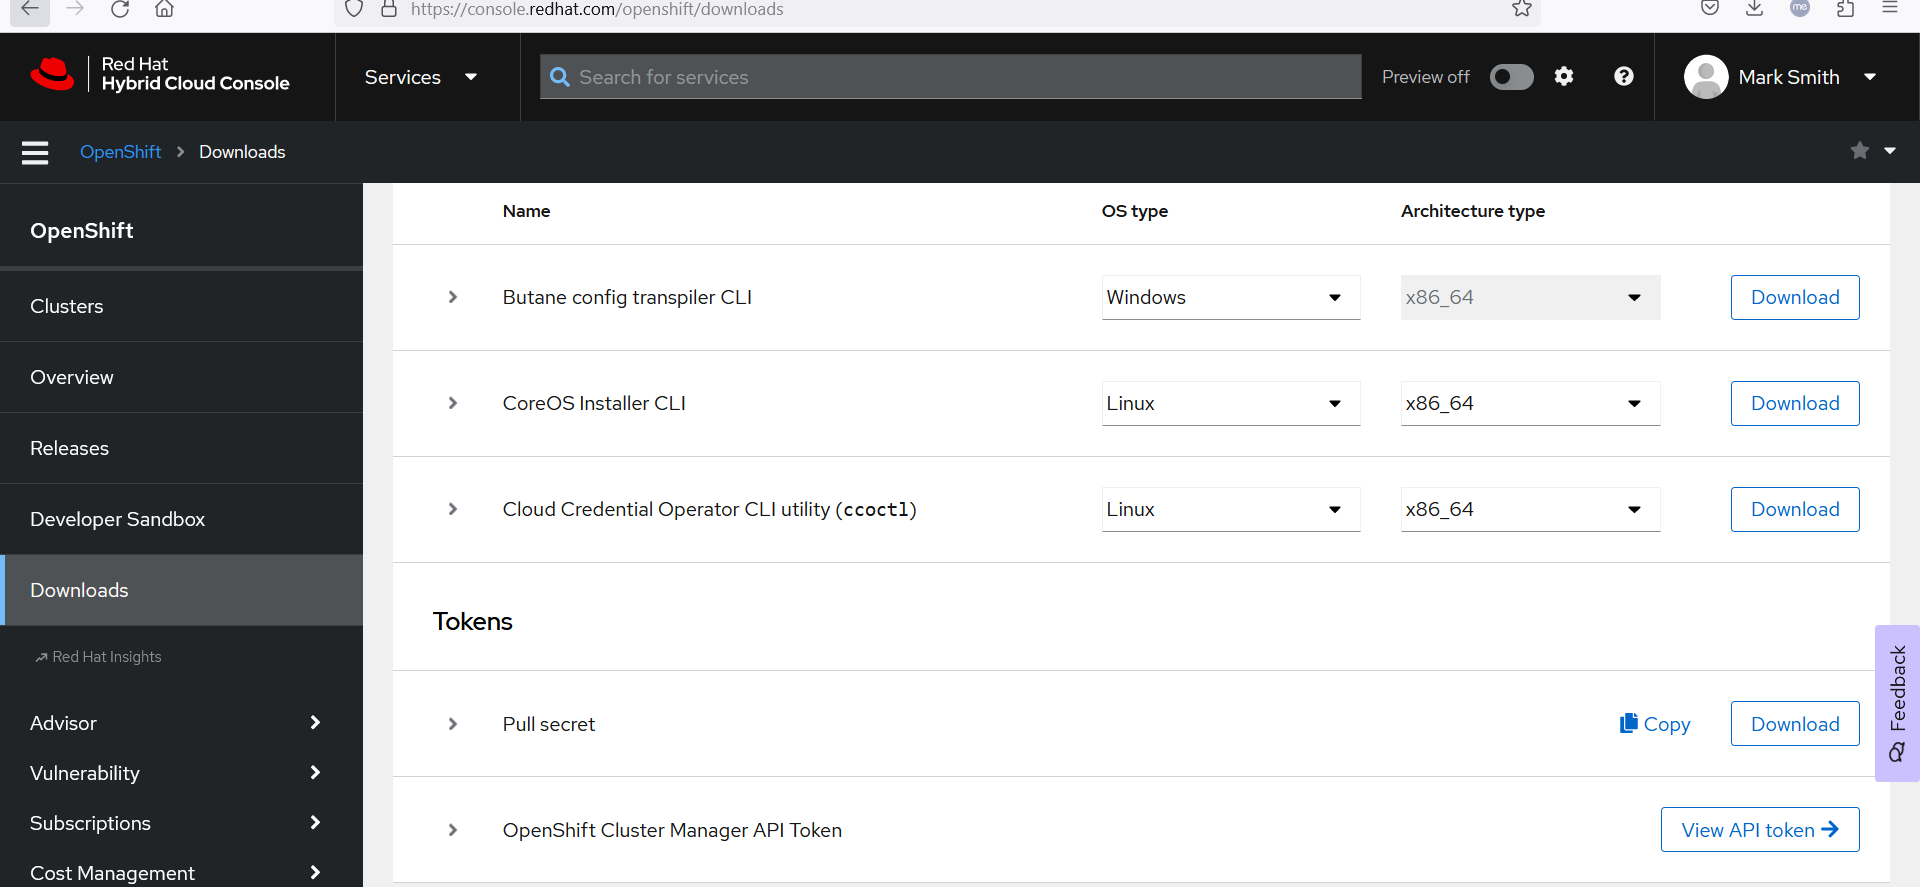 https://console.redhat.com/openshift/downloads
me
Red Hat
Hybrid Cloud Console
Services
Search for services
Preview off
Mark Smith
OpenShift
Downloads
OpenShift
Clusters
Overview
Releases
Developer Sandbox
Downloads
Red Hat Insights
Advisor
Vulnerability
Subscriptions
Cost Management
Name OS type Architecture type
Butane config transpiler CLI Windows x86_64 Download
CoreOS Installer CLI Linux x86_64 Download
Cloud Credential Operator CLI utility (ccoctl) Linux x86_64 Download
Tokens
Pull secret Copy Download
OpenShift Cluster Manager API Token View API token
Feedback